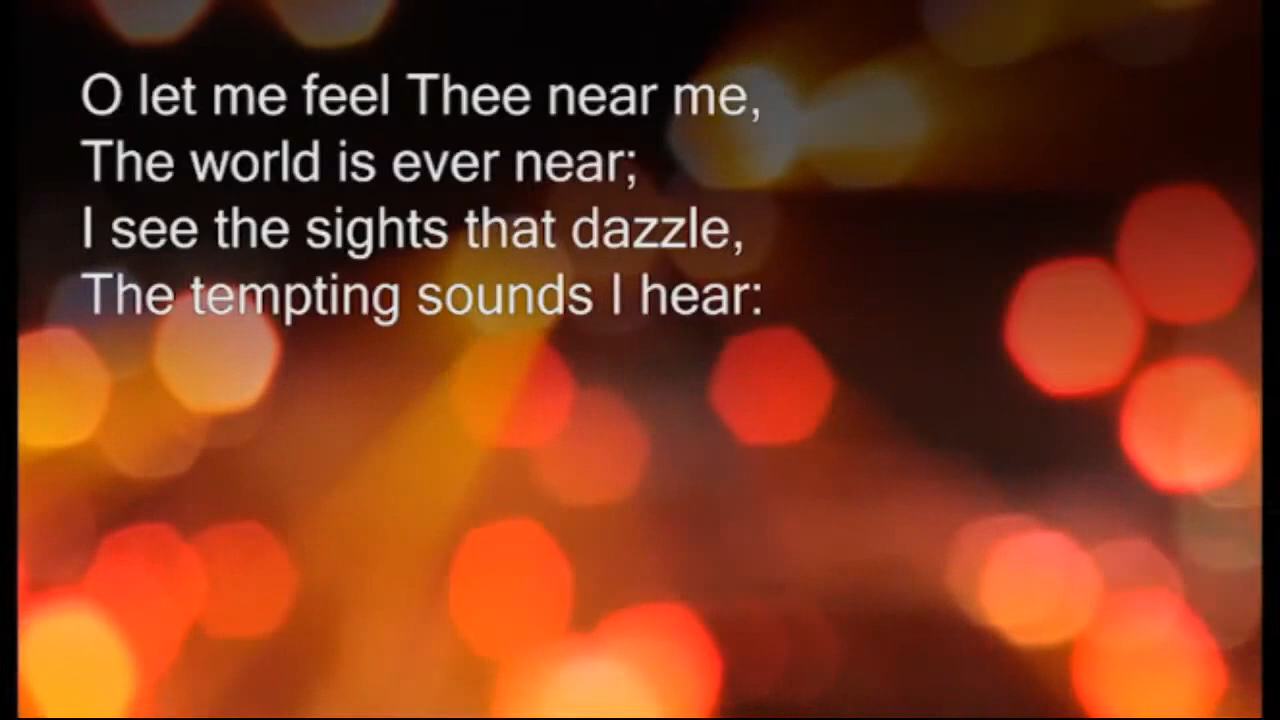 O let me feel Thee near me,
The world is ever near;
I see the sights that dazzle,
The tempting sounds I hear: